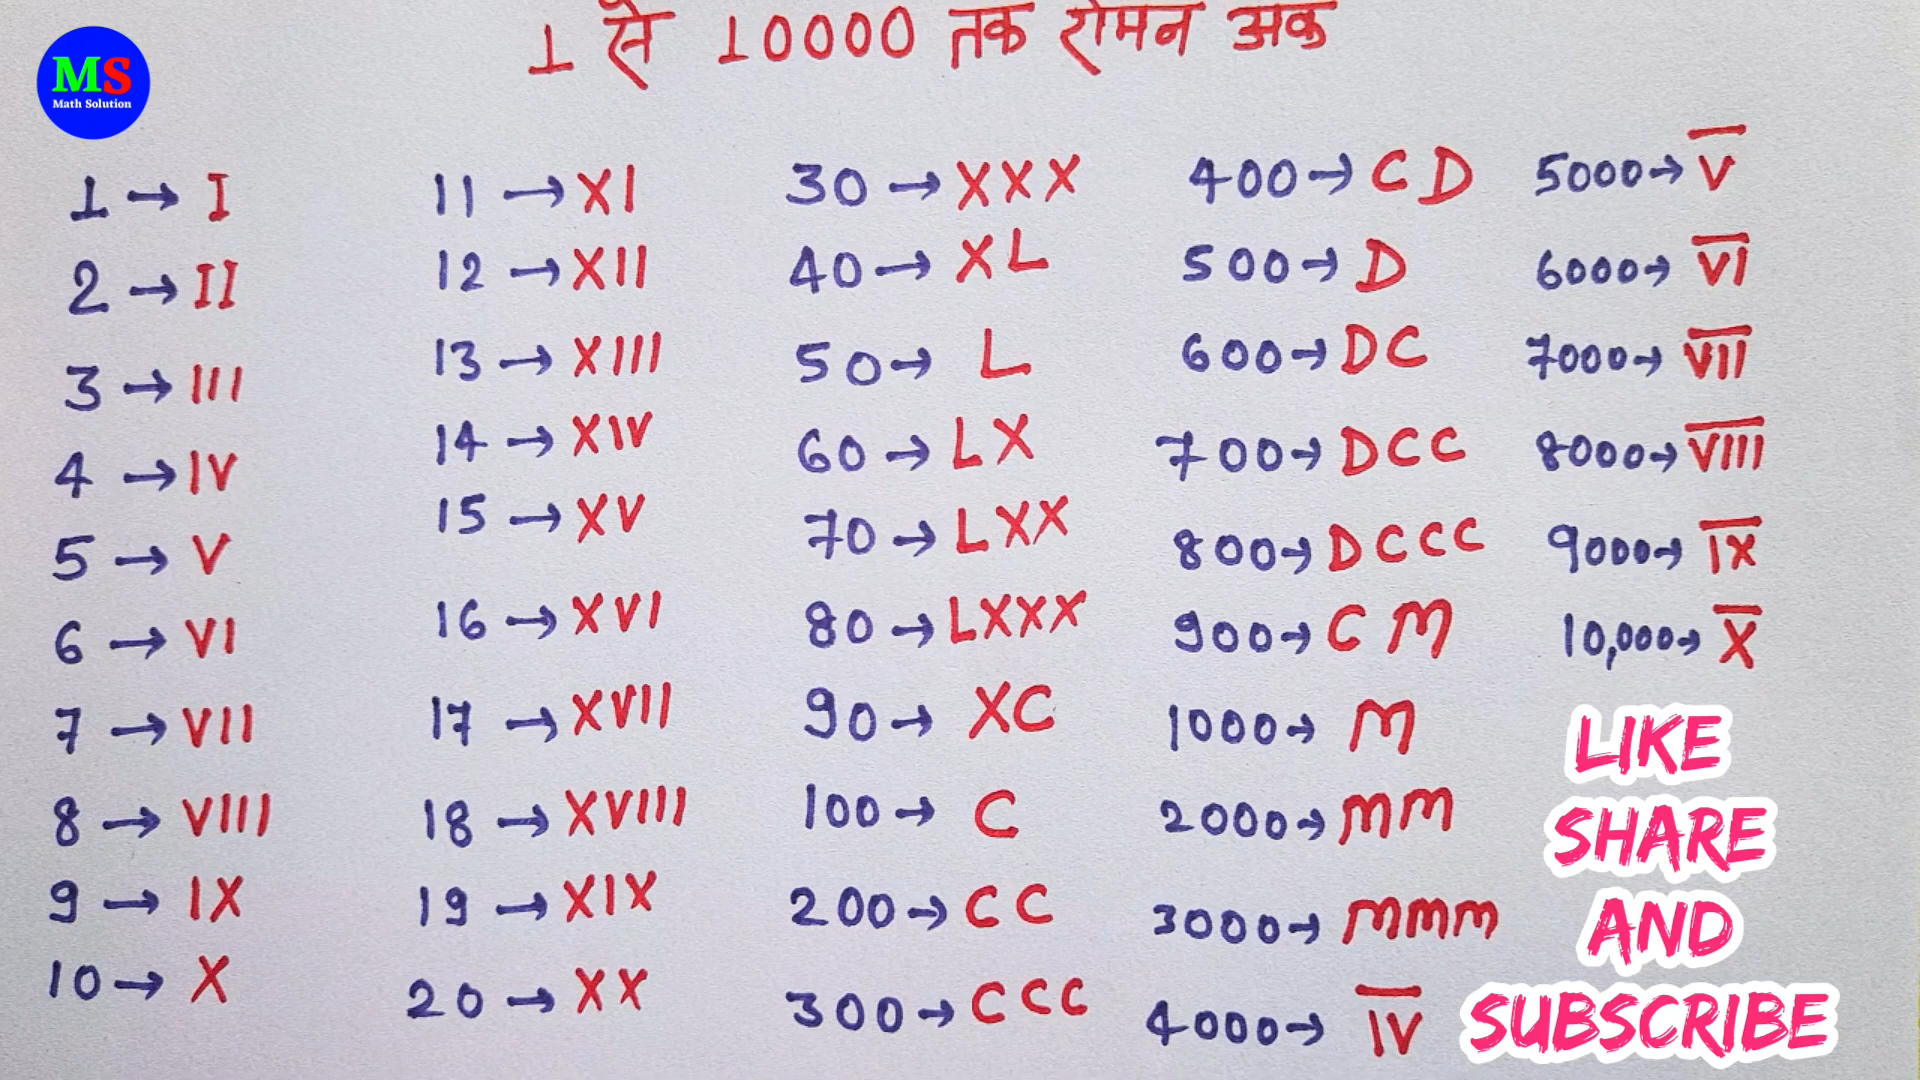 1 से 10000 तक रोमन अंक
MS
Math Solution
1 → I
2 → II
3 → III
4 → IV
5 → V
6 → VI
7 → VII
8 → VIII
9 → IX
10 → X
11 → XI
12 → XII
13 → XIII
14 → XIV
15 → XV
16 → XVI
17 → XVII
18 → XVIII
19 → XIX
20 → XX
30 → XXX
40 → XL
50 → L
60 → LX
70 → LXX
80 → LXXX
90 → XC
100 → C
200 → CC
300 → CCC
400 → CD
500 → D
600 → DC
700 → DCC
800 → DCCC
900 → CM
1000 → M
2000 → MM
3000 → MMM
4000 → I̅V̅
5000 → V̅
6000 → V̅I̅
7000 → V̅I̅I̅
8000 → V̅I̅I̅I̅
9000 → I̅X̅
10,000 → X̅
LIKE
SHARE
AND
SUBSCRIBE